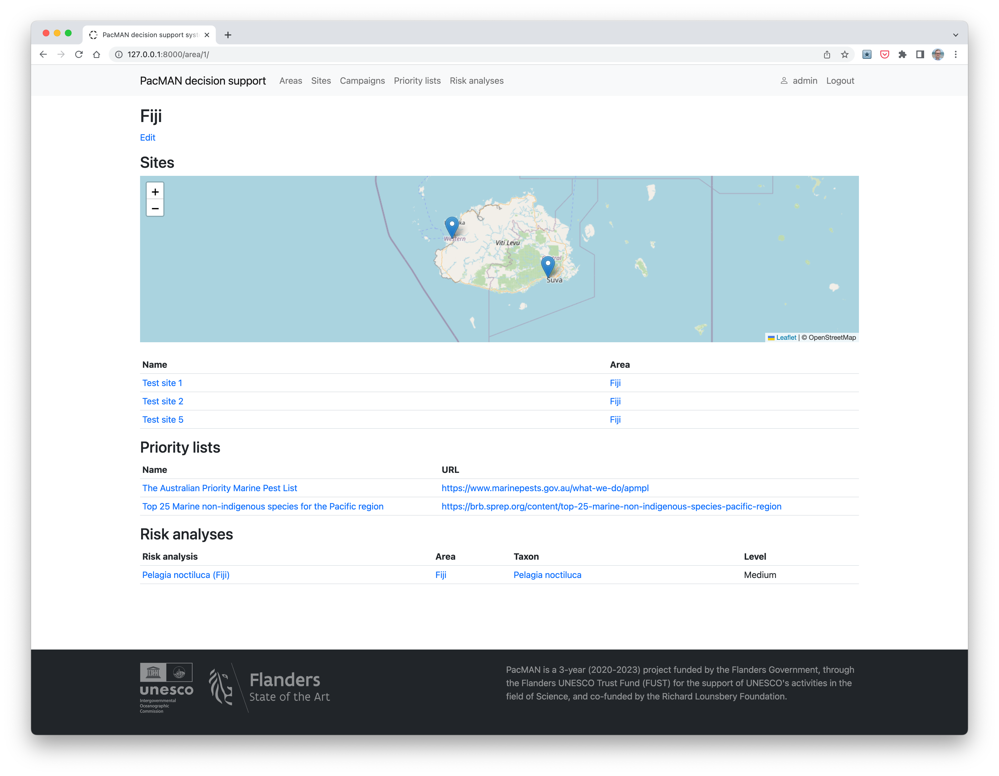 PacMAN decision support syst
127.0.0.1:8000/area/1/
PacMAN decision support Areas Sites Campaigns Priority lists Risk analyses admin Logout
Fiji
Edit
Sites
+
−
ka
Western
Viti Levu
tral
Suva
Leaflet | © OpenStreetMap
Name Area
Test site 1 Fiji
Test site 2 Fiji
Test site 5 Fiji
Priority lists
Name URL
The Australian Priority Marine Pest List https://www.marinepests.gov.au/what-we-do/apmpl
Top 25 Marine non-indigenous species for the Pacific region https://brb.sprep.org/content/top-25-marine-non-indigenous-species-pacific-region
Risk analyses
Risk analysis Area Taxon Level
Pelagia noctiluca (Fiji) Fiji Pelagia noctiluca Medium
unesco
Intergovernmental
Oceanographic
Commission
Flanders
State of the Art
PacMAN is a 3-year (2020-2023) project funded by the Flanders Government, through
the Flanders UNESCO Trust Fund (FUST) for the support of UNESCO's activities in the
field of Science, and co-funded by the Richard Lounsbery Foundation.